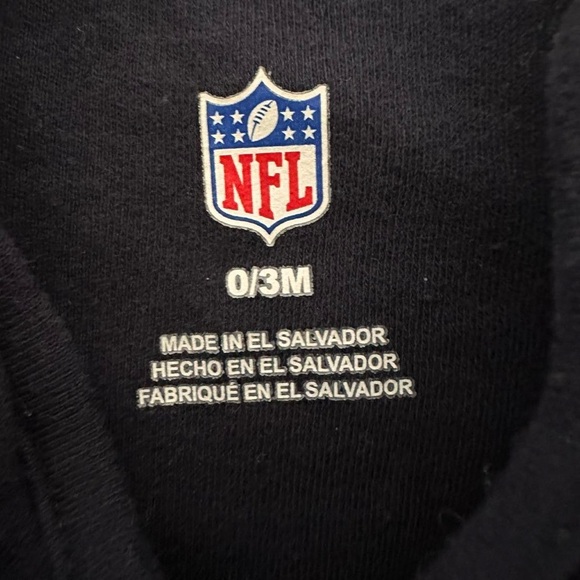 NFL
0/3M
MADE IN EL SALVADOR
HECHO EN EL SALVADOR
FABRIQUÉ EN EL SALVADOR